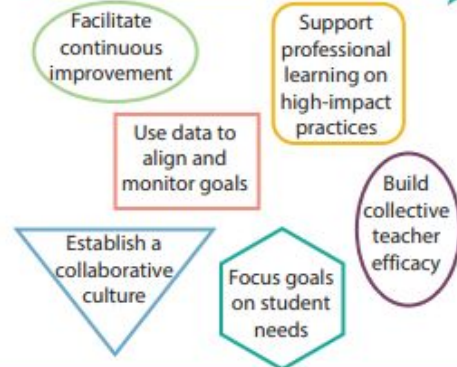 Facilitate
continuous
improvement
Support
professional
learning on
high-impact
practices
Use data to
align and
monitor goals
Build
collective
teacher
efficacy
Establish a
collaborative
culture
Focus goals
on student
needs